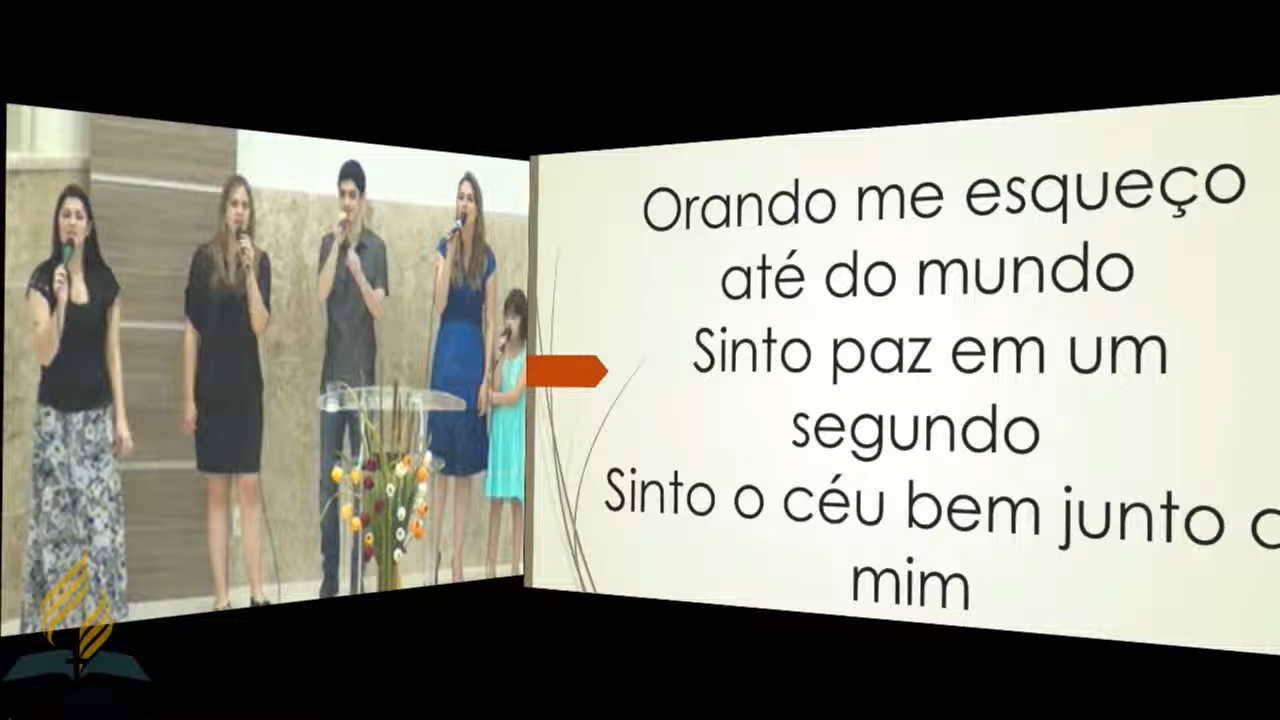 Orando me esqueço
até do mundo
Sinto paz em um
segundo
Sinto o céu bem junto
mim